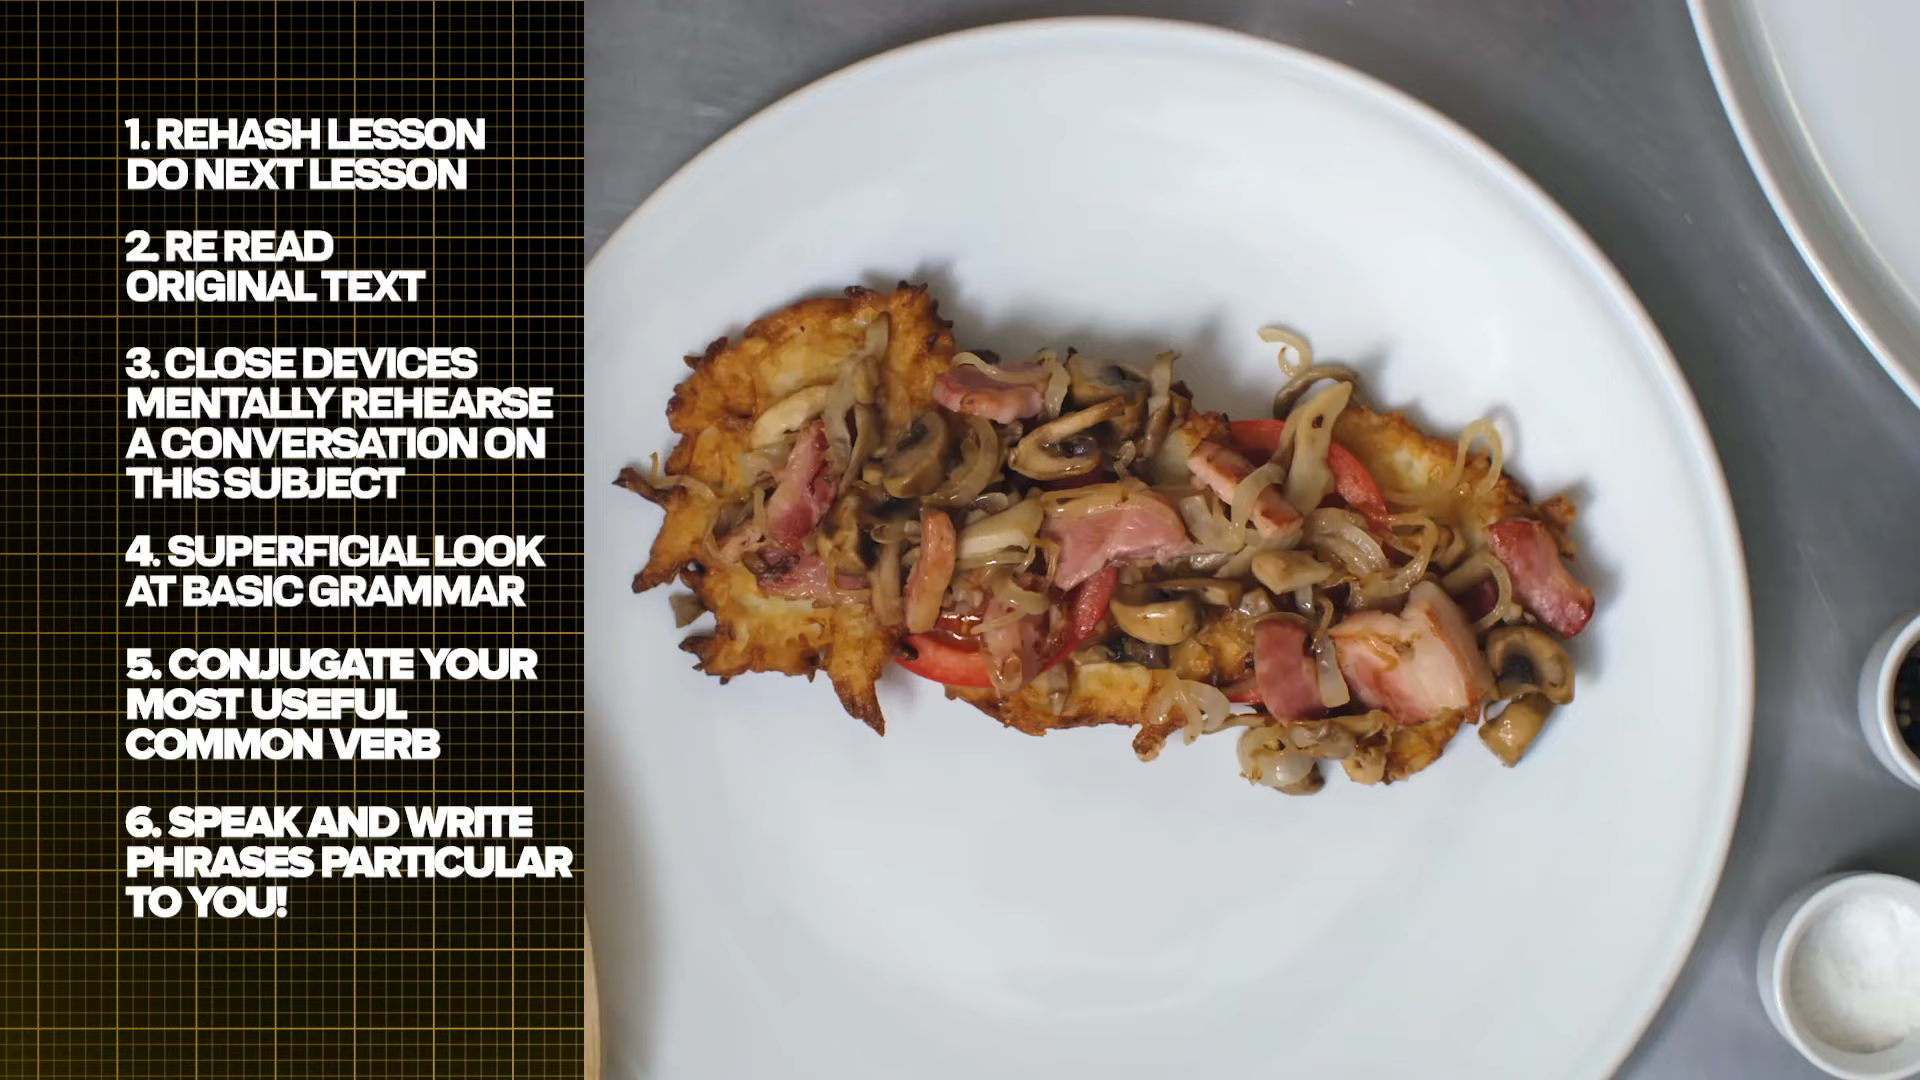 1. REHASH LESSON
DO NEXT LESSON
2. RE READ
ORIGINAL TEXT
3. CLOSE DEVICES
MENTALLY REHEARSE
A CONVERSATION ON
THIS SUBJECT
4. SUPERFICIAL LOOK
AT BASIC GRAMMAR
5. CONJUGATE YOUR
MOST USEFUL
COMMON VERB
6. SPEAK AND WRITE
PHRASES PARTICULAR
TO YOU!